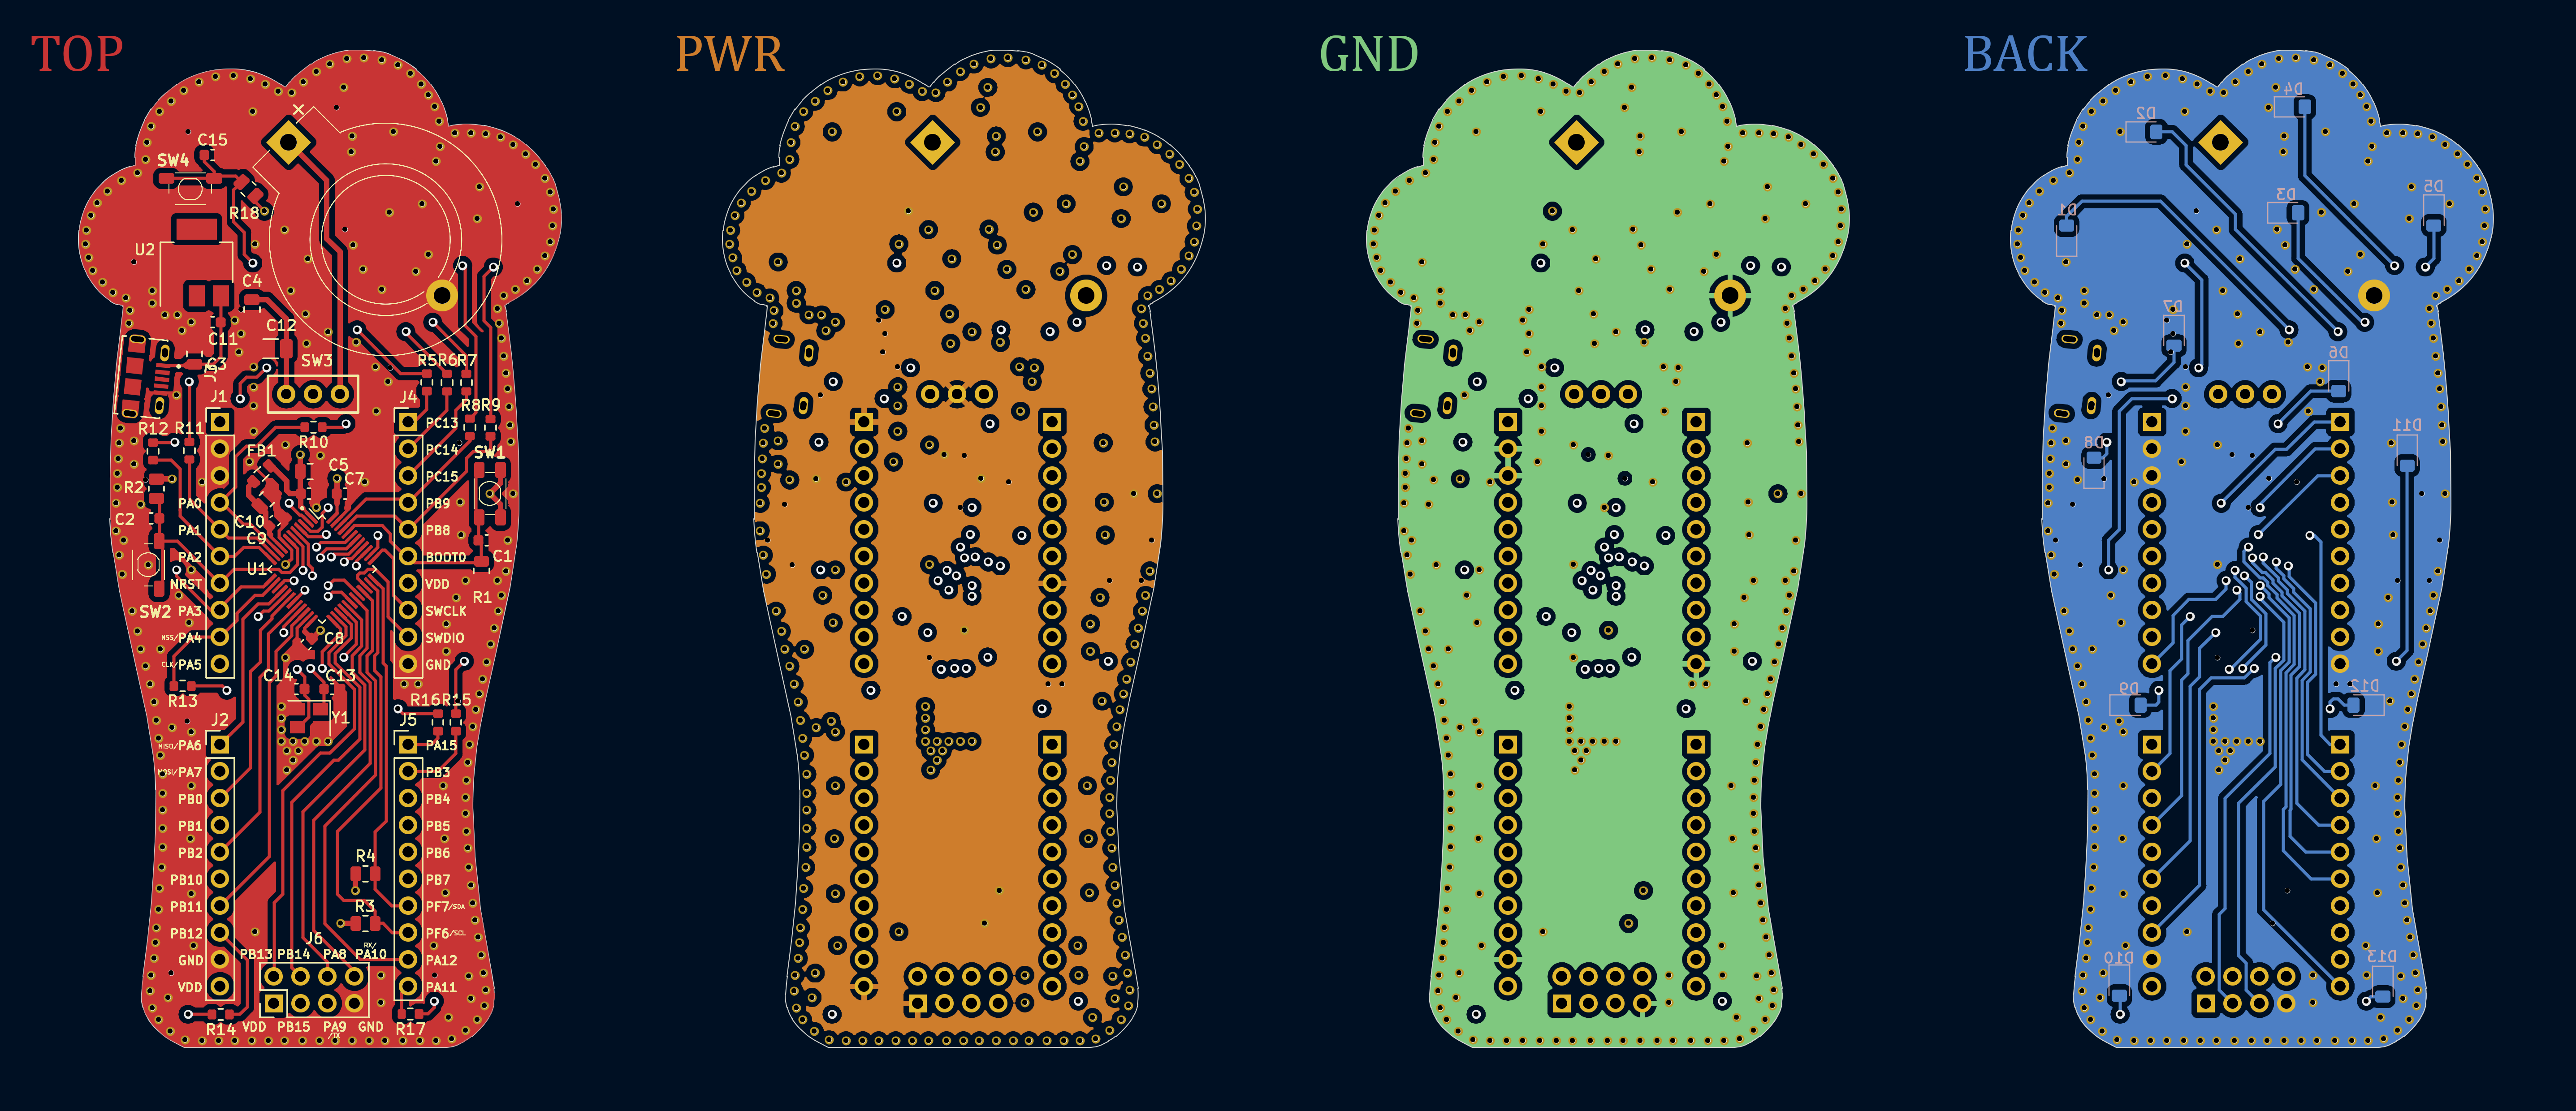 TOP
PWR
GND
BACK
C15
SW4
R18
U2
C4
C12
C11
C3
SW3
R5R6R7
J1
J4
R8R9
R12 R11
R10
FB1
C5
C7
SW1
R2
C2
C10
C9
U1
C1
R1
SW2
PA0
PA1
PA2
NRST
PA3
NSS/PA4
CLK/PA5
PC13
PC14
PC15
PB9
PB8
BOOT0
VDD
SWCLK
SWDIO
GND
C8
C14
C13
R13
R16R15
Y1
J2
J5
MISO/PA6
PA7
PB0
PB1
PB2
PB10
PB11
PB12
GND
VDD
PA15
PB3
PB4
PB5
PB6
PB7
PF7/SDA
PF6/SCL
PA12
PA11
R4
R3
J6
RX/
PB13 PB14 PA8 PA10
VDD PB15 PA9 GND
/TX
R14
R17
D4
D2
D5
D3
D1
D7
D6
D11
D8
D9
D12
D10
D13